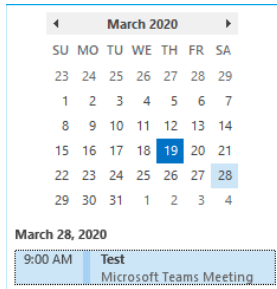 March 2020
SU MO TU WE TH FR SA
23 24 25 26 27 28 29
1 2 3 4 5 6 7
8 9 10 11 12 13 14
15 16 17 18 19 20 21
22 23 24 25 26 27 28
29 30 31 1 2 3 4
March 28, 2020
9:00 AM Test
Microsoft Teams Meeting